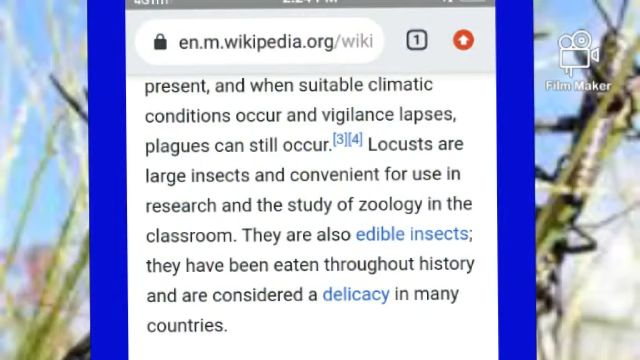 en.m.wikipedia.org/wiki
1
present, and when suitable climatic
conditions occur and vigilance lapses,
plagues can still occur.[3][4] Locusts are
large insects and convenient for use in
research and the study of zoology in the
classroom. They are also edible insects;
they have been eaten throughout history
and are considered a delicacy in many
countries.
Film Maker